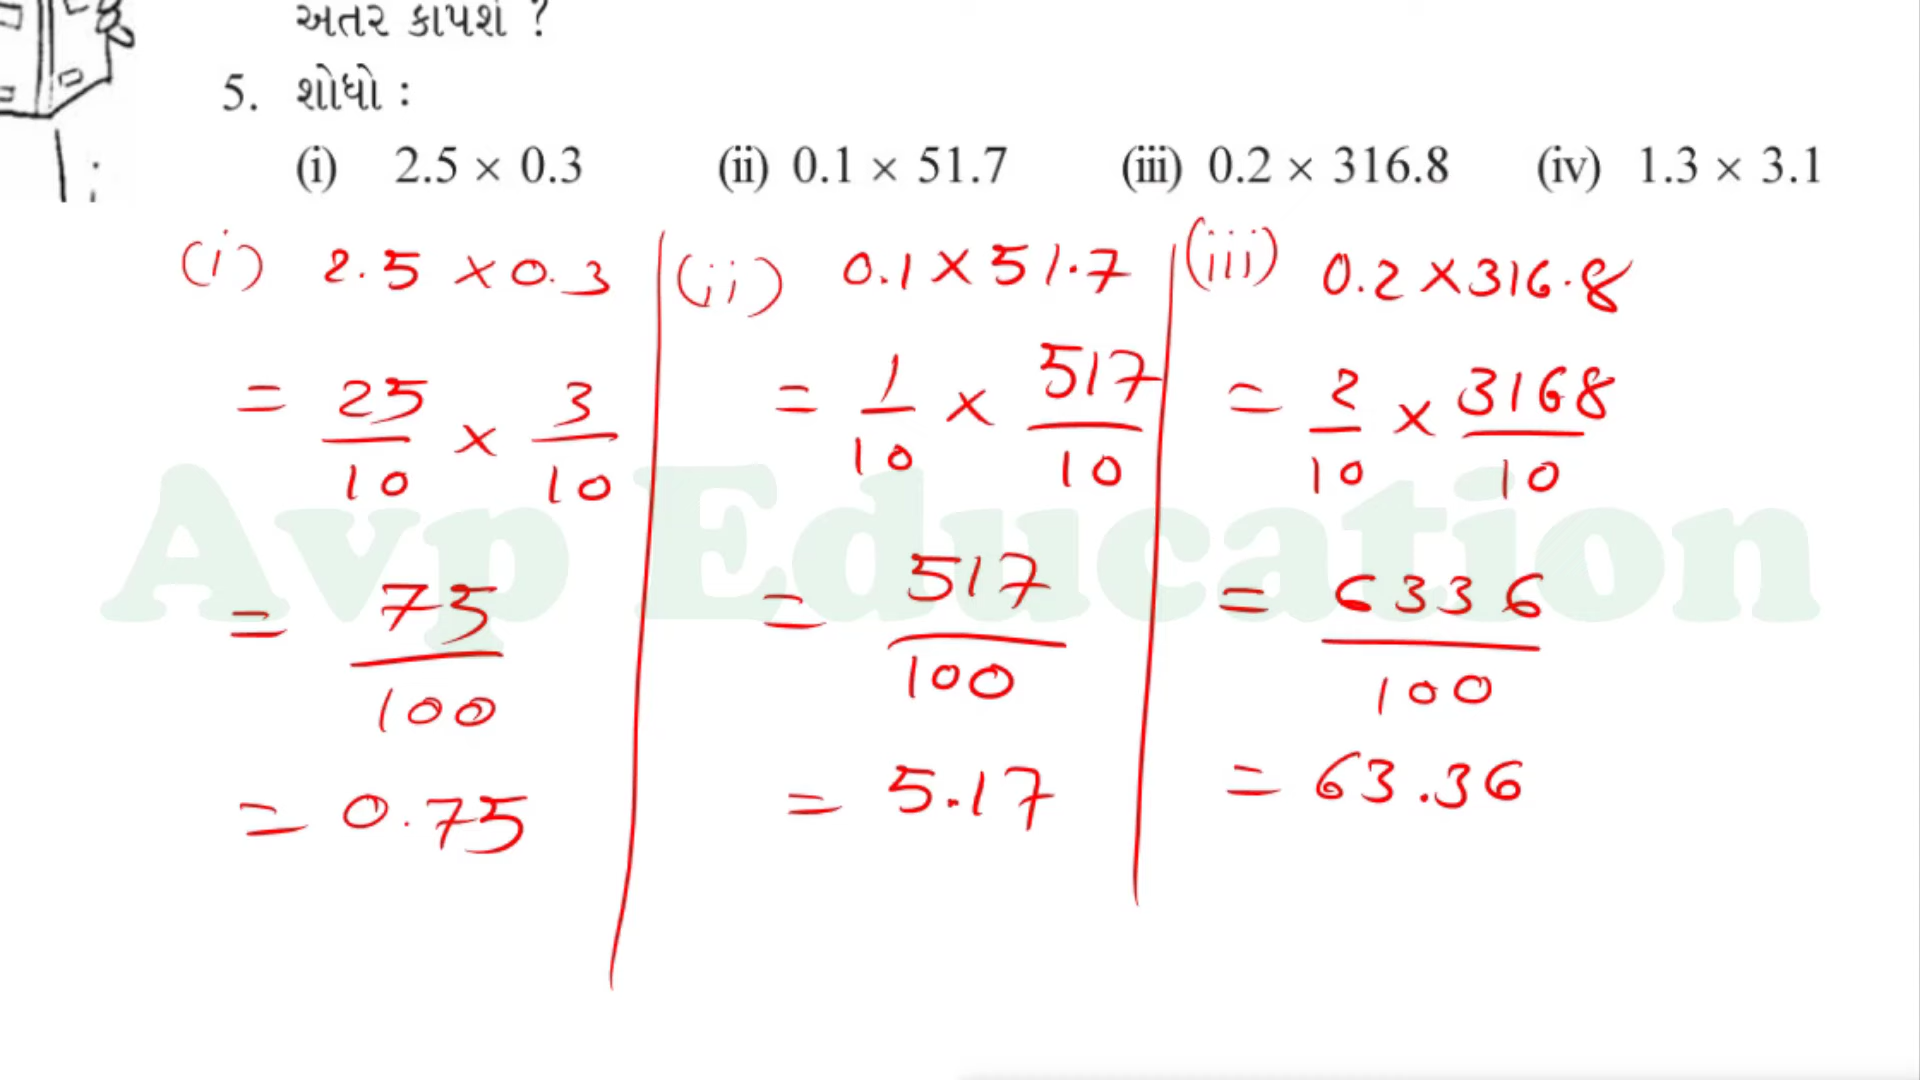 અંતર કાપશે ?
5. શોધો :
(i) 2.5 × 0.3 (ii) 0.1 × 51.7 (iii) 0.2 × 316.8 (iv) 1.3 × 3.1
(i) 2.5 × 0.3
= 25/10 × 3/10
= 75/100
= 0.75
(ii) 0.1 × 51.7
= 1/10 × 517/10
= 517/100
= 5.17
(iii) 0.2 × 316.8
= 2/10 × 3168/10
= 6336/100
= 63.36
Avp Education